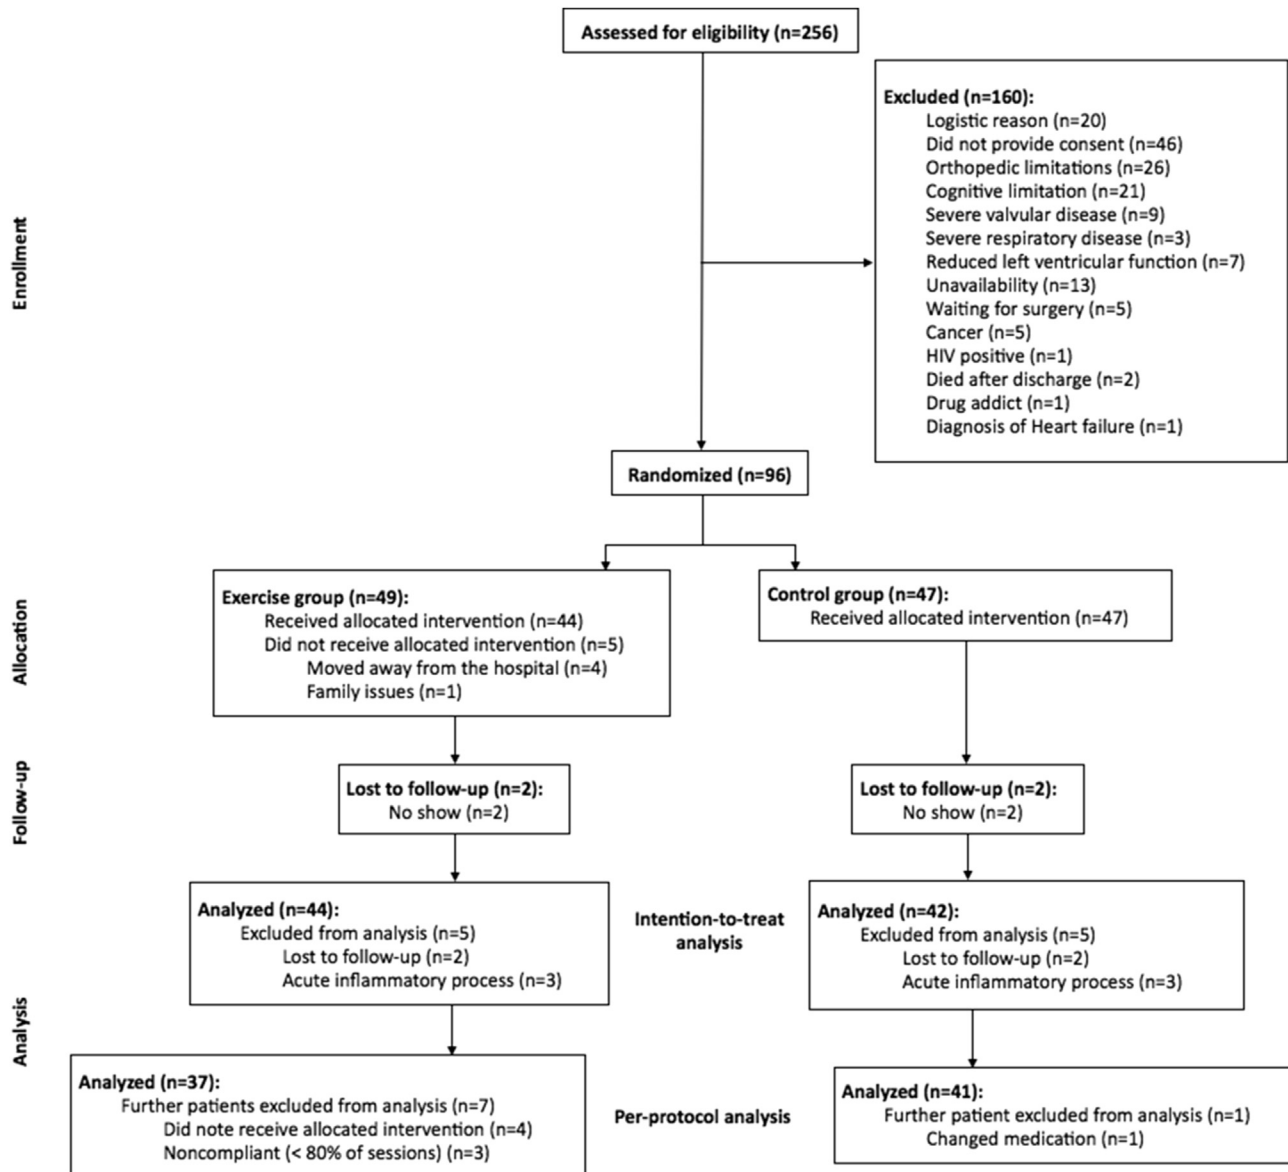 Assessed for eligibility (n=256)
Excluded (n=160):
Logistic reason (n=20)
Did not provide consent (n=46)
Orthopedic limitations (n=26)
Cognitive limitation (n=21)
Severe valvular disease (n=9)
Severe respiratory disease (n=3)
Reduced left ventricular function (n=7)
Unavailability (n=13)
Waiting for surgery (n=5)
Cancer (n=5)
HIV positive (n=1)
Died after discharge (n=2)
Drug addict (n=1)
Diagnosis of Heart failure (n=1)
Enrollment
Randomized (n=96)
Allocation
Exercise group (n=49):
Received allocated intervention (n=44)
Did not receive allocated intervention (n=5)
Moved away from the hospital (n=4)
Family issues (n=1)
Control group (n=47):
Received allocated intervention (n=47)
Follow-up
Lost to follow-up (n=2):
No show (n=2)
Lost to follow-up (n=2):
No show (n=2)
Analysis
Analyzed (n=44):
Excluded from analysis (n=5)
Lost to follow-up (n=2)
Acute inflammatory process (n=3)
Intention-to-treat
analysis
Analyzed (n=42):
Excluded from analysis (n=5)
Lost to follow-up (n=2)
Acute inflammatory process (n=3)
Analyzed (n=37):
Further patients excluded from analysis (n=7)
Did note receive allocated intervention (n=4)
Noncompliant (< 80% of sessions) (n=3)
Per-protocol analysis
Analyzed (n=41):
Further patient excluded from analysis (n=1)
Changed medication (n=1)